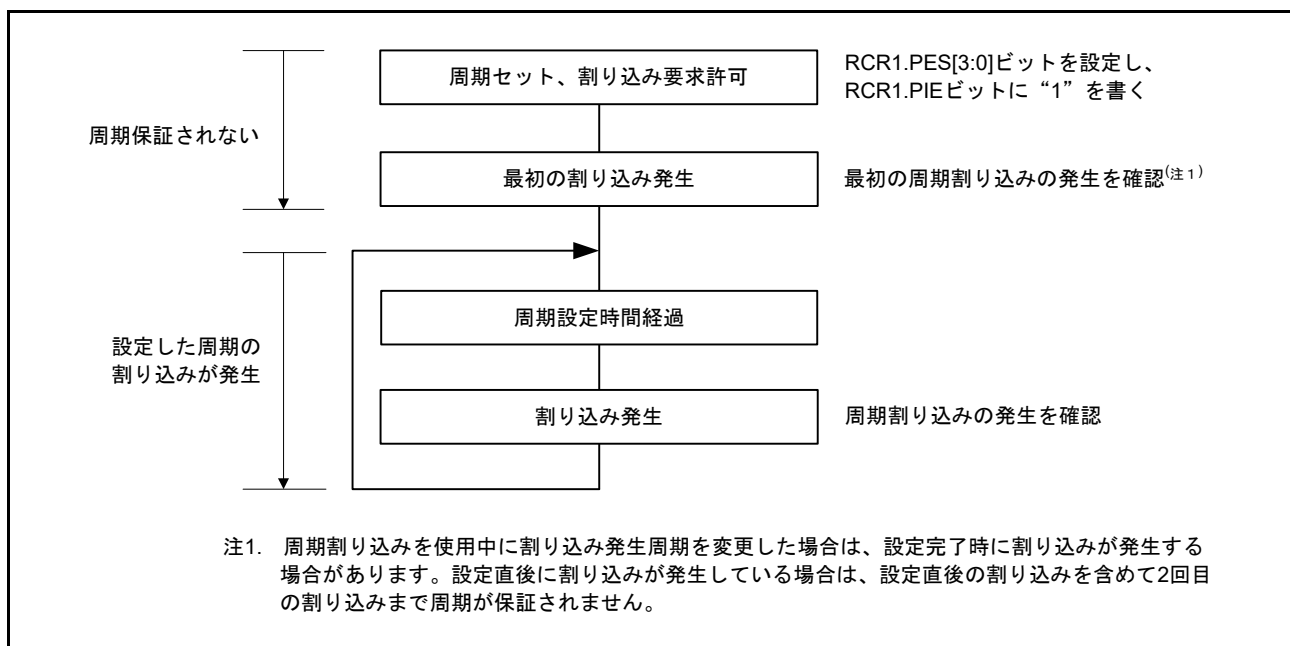 周期セット、割り込み要求許可
RCR1.PES[3:0]ビットを設定し、
RCR1.PIEビットに“1”を書く
周期保証されない
最初の割り込み発生
最初の周期割り込みの発生を確認(注1)
周期設定時間経過
設定した周期の
割り込みが発生
割り込み発生
周期割り込みの発生を確認
注1. 周期割り込みを使用中に割り込み発生周期を変更した場合は、設定完了時に割り込みが発生する
場合があります。設定直後に割り込みが発生している場合は、設定直後の割り込みを含めて2回目
の割り込みまで周期が保証されません。